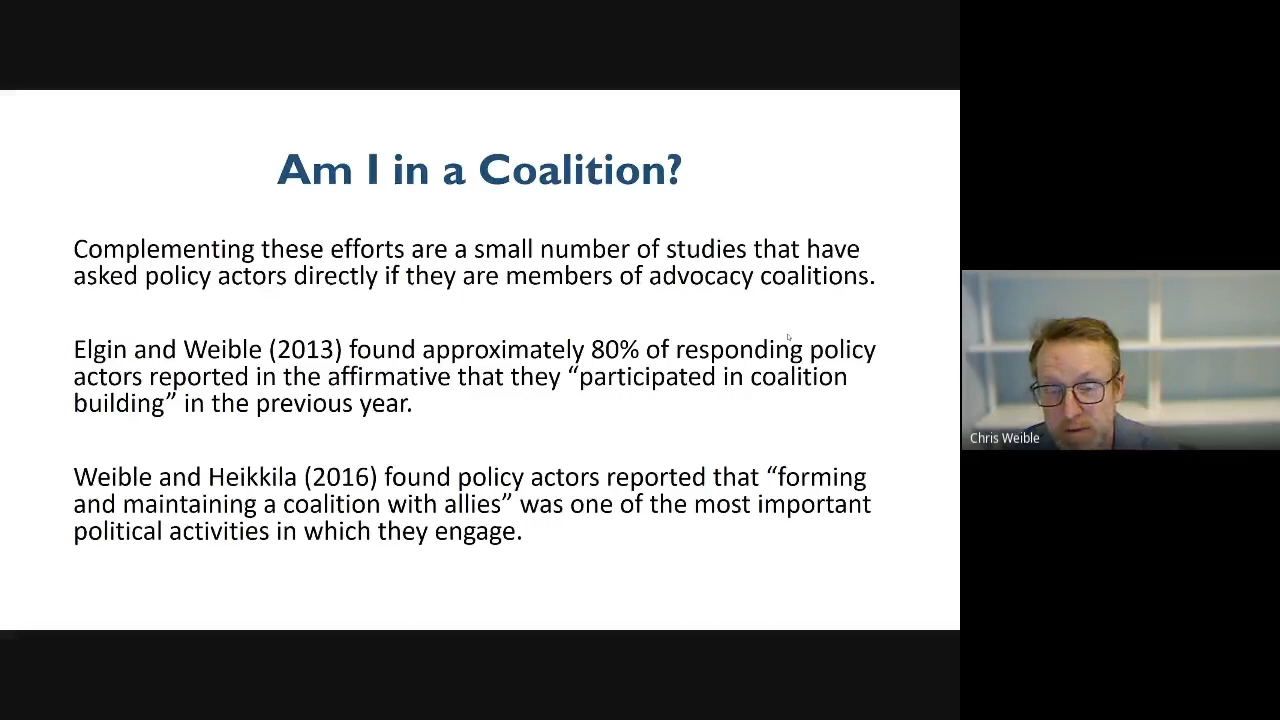 Am I in a Coalition?
Complementing these efforts are a small number of studies that have
asked policy actors directly if they are members of advocacy coalitions.
Elgin and Weible (2013) found approximately 80% of responding policy
actors reported in the affirmative that they “participated in coalition
building” in the previous year.
Weible and Heikkila (2016) found policy actors reported that “forming
and maintaining a coalition with allies” was one of the most important
political activities in which they engage.
Chris Weible